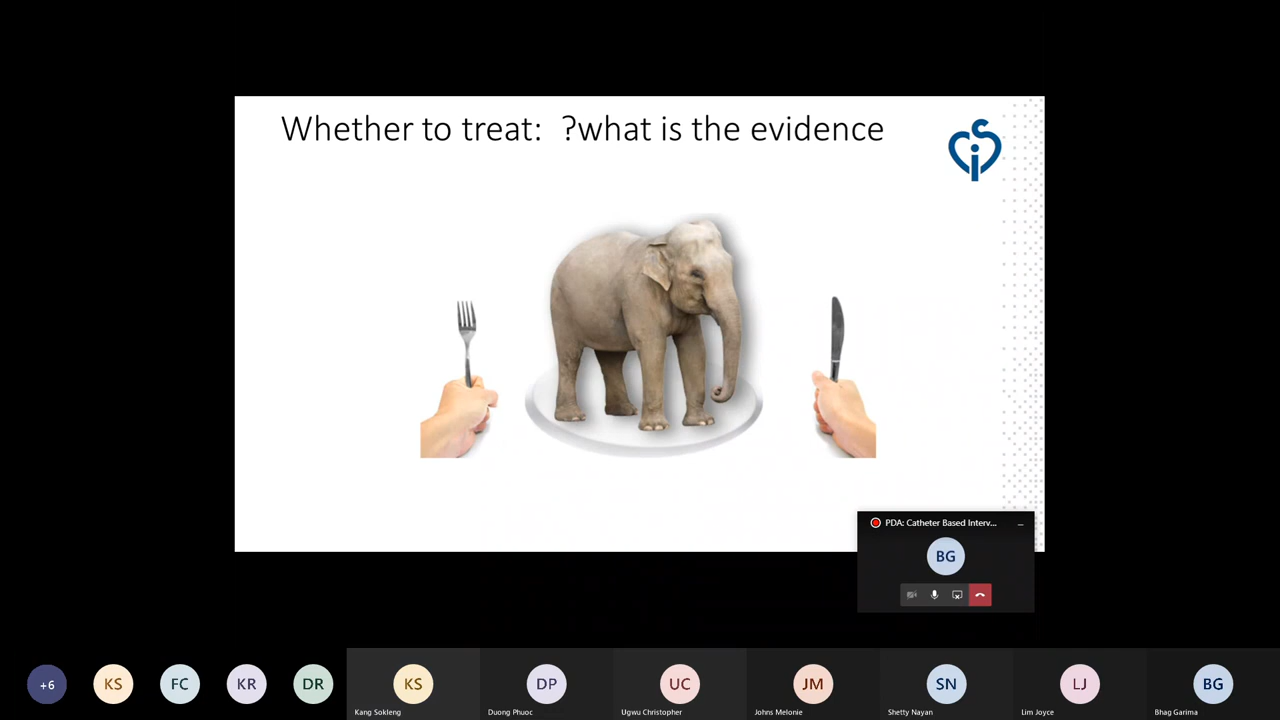 Whether to treat:  ?what is the evidence
PDA: Catheter Based Interv...
BG
+6
KS
FC
KR
DR
KS
DP
UC
JM
SN
LJ
BG
Kang Sokleng
Duong Phuoc
Ugwu Christopher
Johns Melonie
Shetty Nayan
Lim Joyce
Bhag Garima